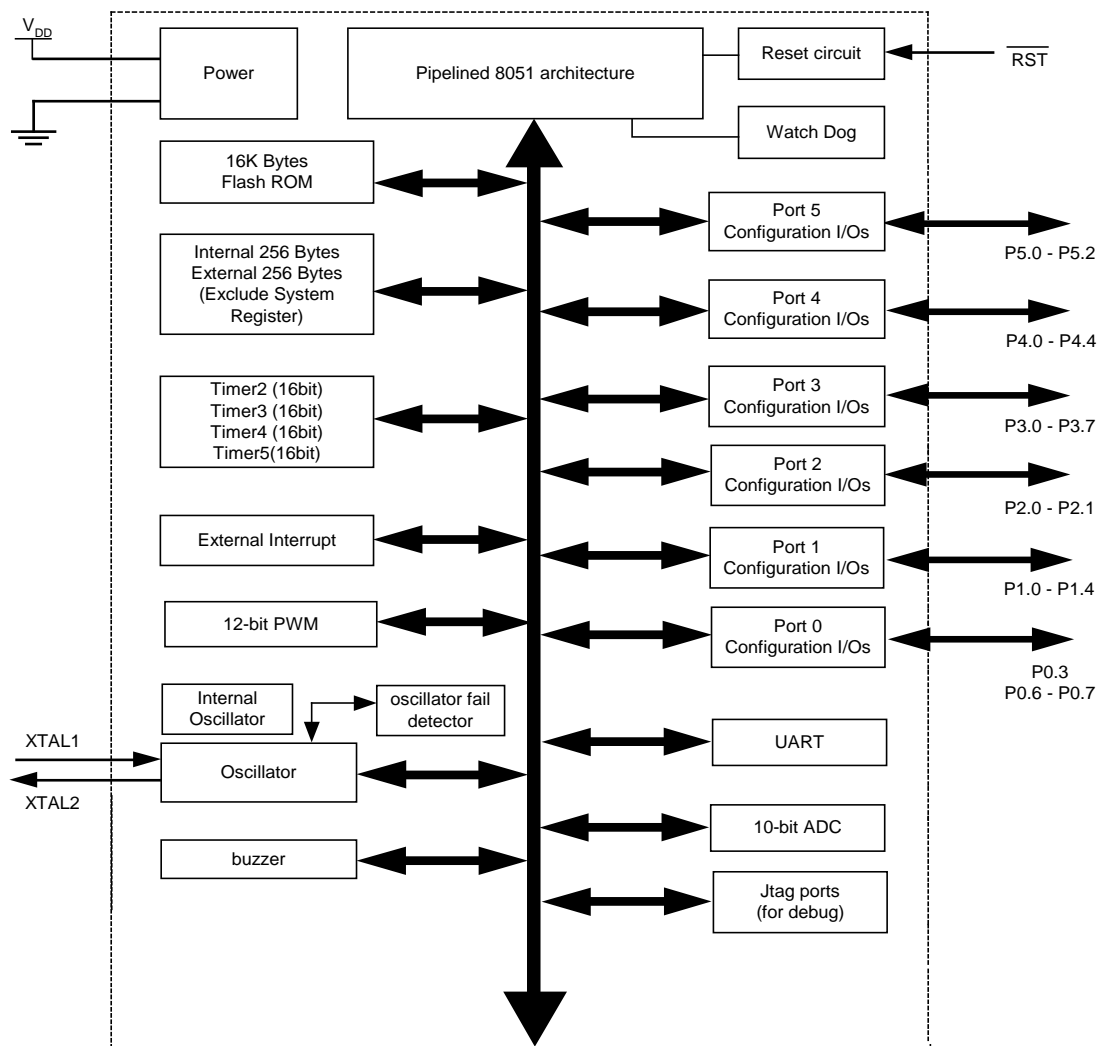 VDD
Power
Pipelined 8051 architecture
Reset circuit
RST
Watch Dog
16K Bytes
Flash ROM
Port 5
Configuration I/Os
P5.0 - P5.2
Internal 256 Bytes
External 256 Bytes
(Exclude System
Register)
Port 4
Configuration I/Os
P4.0 - P4.4
Timer2 (16bit)
Timer3 (16bit)
Timer4 (16bit)
Timer5(16bit)
Port 3
Configuration I/Os
P3.0 - P3.7
Port 2
Configuration I/Os
P2.0 - P2.1
External Interrupt
Port 1
Configuration I/Os
P1.0 - P1.4
12-bit PWM
Port 0
Configuration I/Os
P0.3
P0.6 - P0.7
Internal
Oscillator
oscillator fail
detector
XTAL1
Oscillator
XTAL2
UART
10-bit ADC
buzzer
Jtag ports
(for debug)